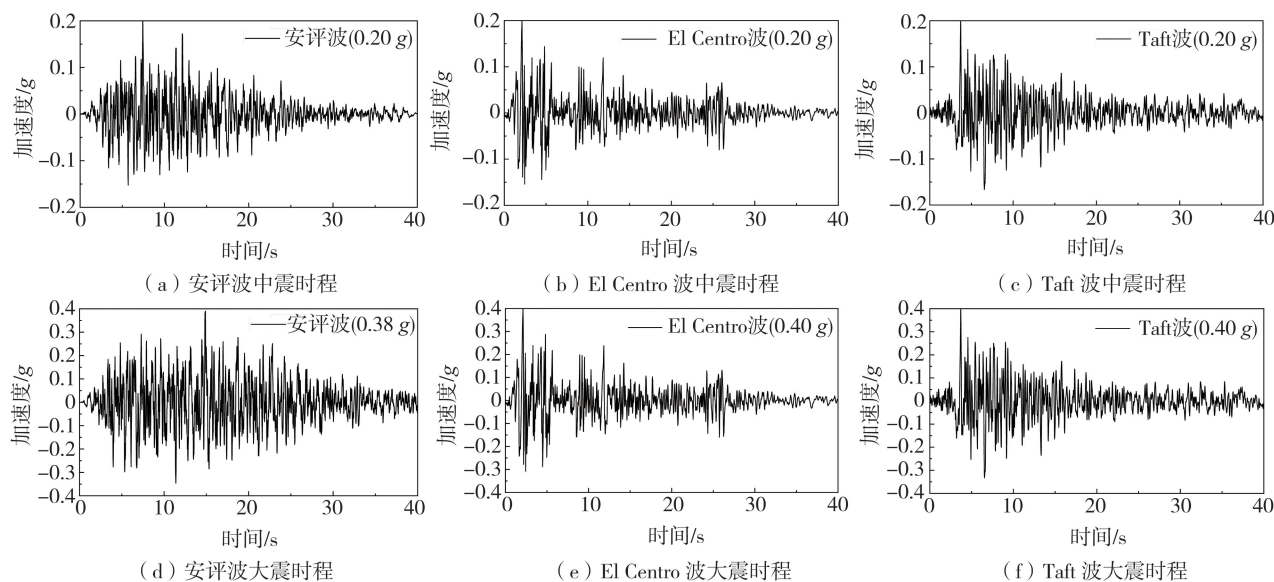 0.2
0.1
0
−0.1
−0.2
加速度/g
安评波(0.20 g)
0 10 20 30 40
时间/s
（a）安评波中震时程
0.2
0.1
0
−0.1
−0.2
加速度/g
El Centro波(0.20 g)
0 10 20 30 40
时间/s
（b）El Centro 波中震时程
0.2
0.1
0
−0.1
−0.2
加速度/g
Taft波(0.20 g)
0 10 20 30 40
时间/s
（c）Taft 波中震时程
0.4
0.3
0.2
0.1
0
−0.1
−0.2
−0.3
−0.4
加速度/g
安评波(0.38 g)
0 10 20 30 40
时间/s
（d）安评波大震时程
0.4
0.3
0.2
0.1
0
−0.1
−0.2
−0.3
−0.4
加速度/g
El Centro波(0.40 g)
0 10 20 30 40
时间/s
（e）El Centro 波大震时程
0.4
0.3
0.2
0.1
0
−0.1
−0.2
−0.3
−0.4
加速度/g
Taft波(0.40 g)
0 10 20 30 40
时间/s
（f）Taft 波大震时程